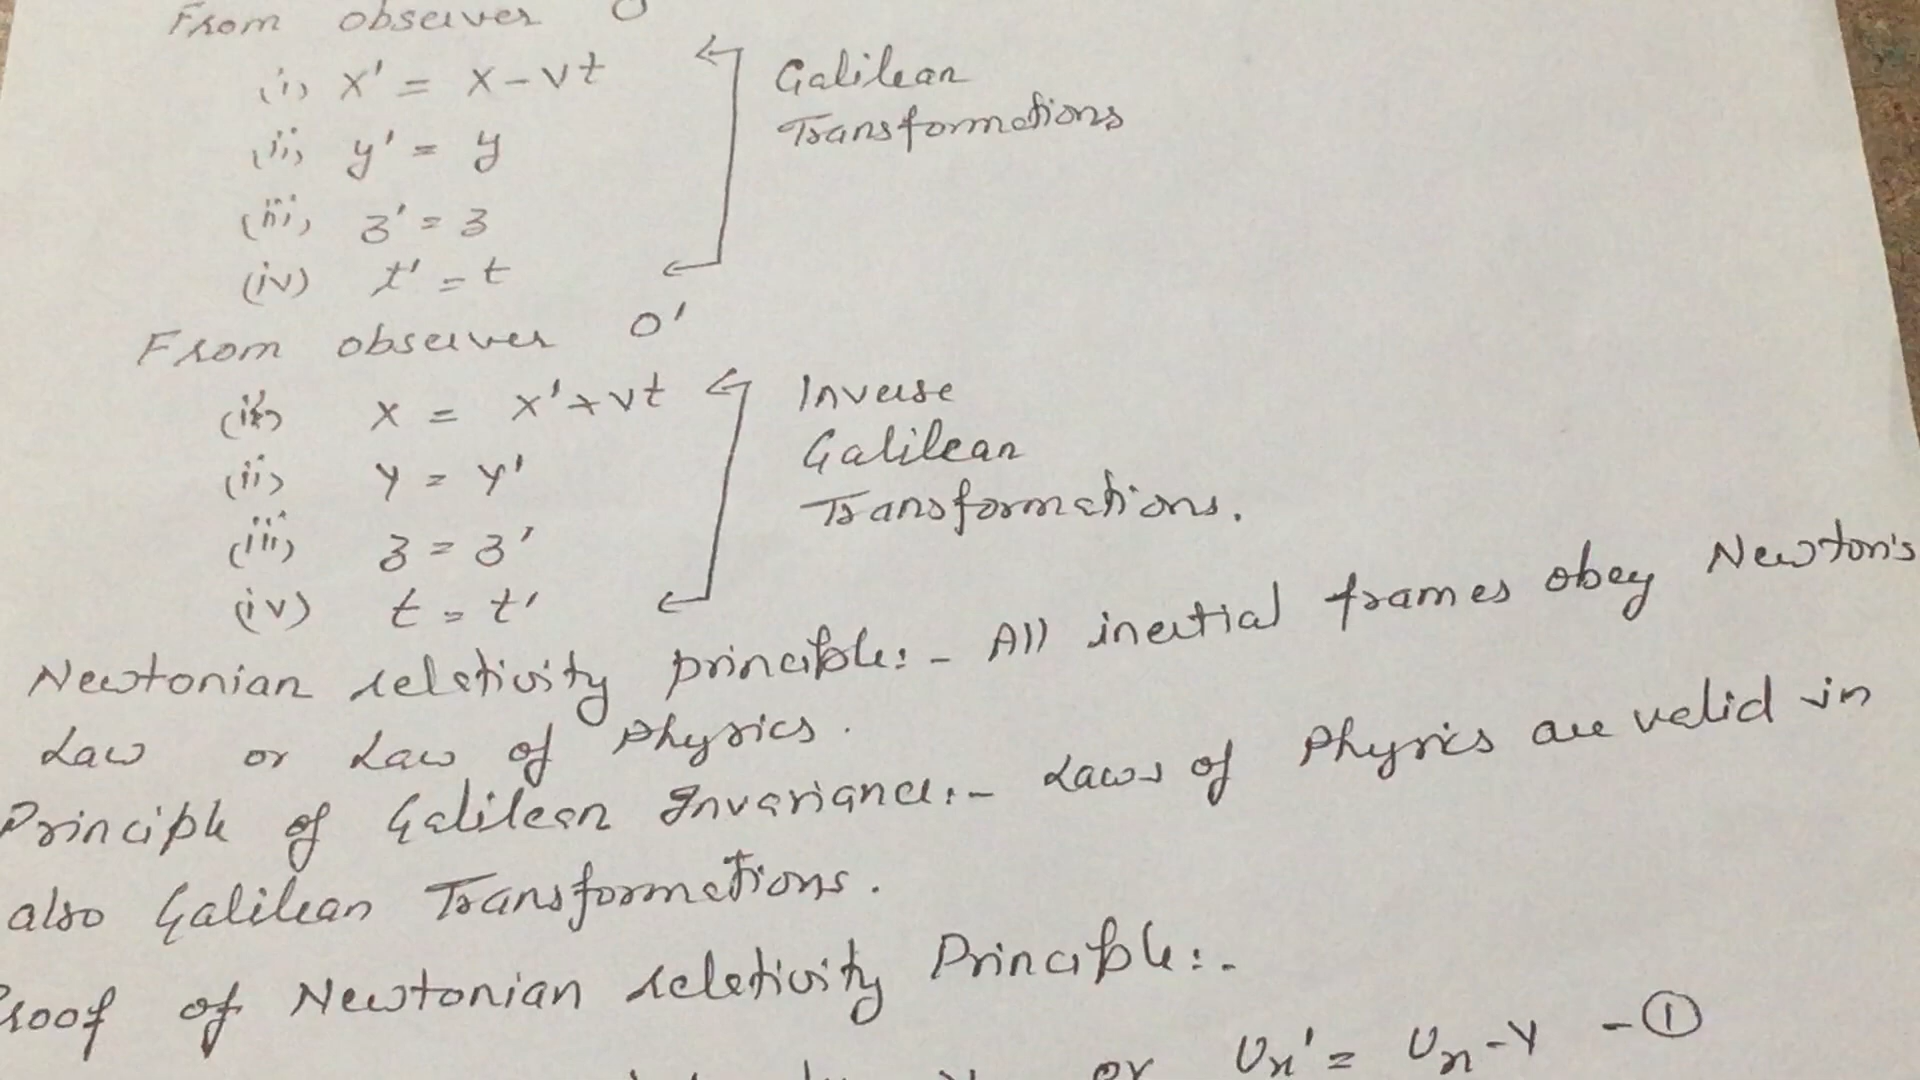 From observer O
(i) x' = x - vt
Galilean
Transformations
(ii) y' = y
(iii) z' = z
(iv) t' = t
From observer O'
(i) x = x' + vt
Inverse
Galilean
Transformations.
(ii) y = y'
(iii) z = z'
(iv) t = t'
Newtonian relativity principle:- All inertial frames obey Newton's
Law or Law of Physics.
Principle of Galilean Invariance:- Laws of Physics are valid in
also Galilean Transformations.
Proof of Newtonian relativity Principle:-
or Ux' = Ux - v - ①